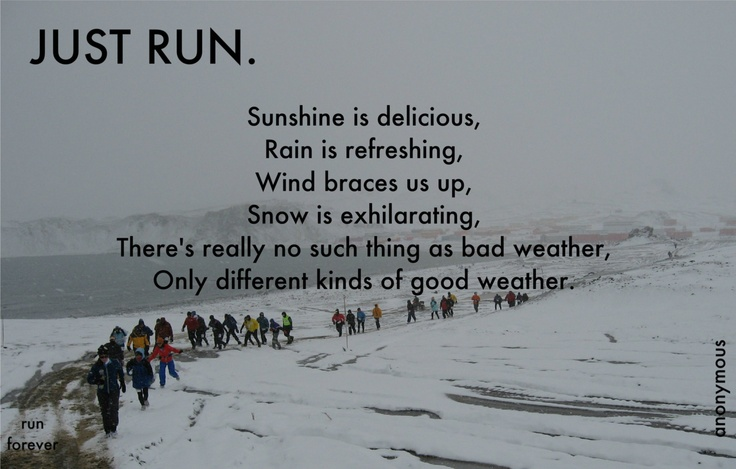 JUST RUN.
Sunshine is delicious,
Rain is refreshing,
Wind braces us up,
Snow is exhilarating,
There's really no such thing as bad weather,
Only different kinds of good weather.
anonymous
run
forever